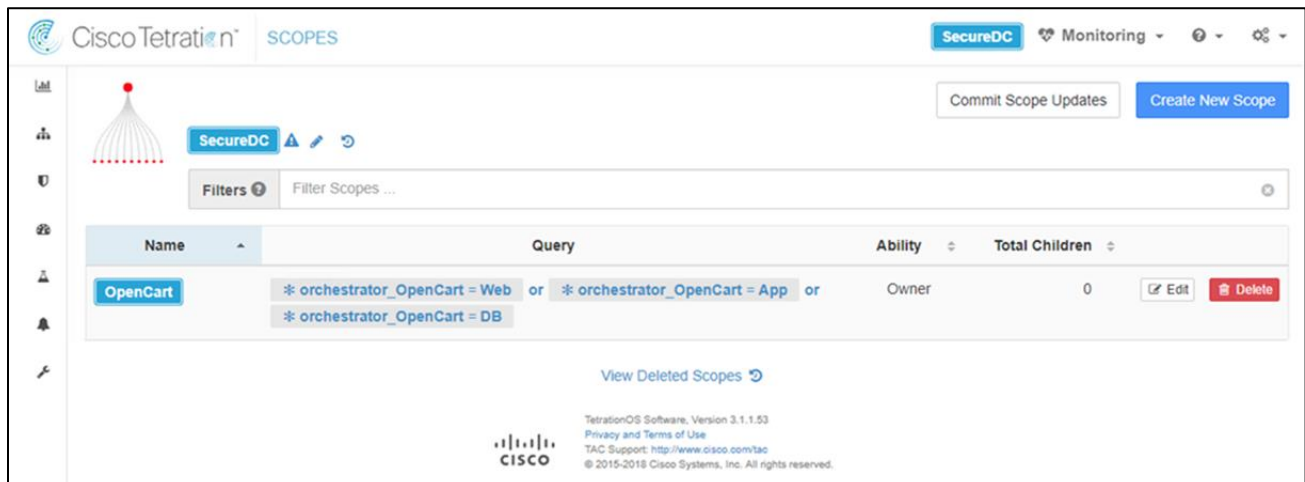 Cisco Tetration™ SCOPES SecureDC Monitoring
Commit Scope Updates Create New Scope
SecureDC
Filters Filter Scopes ...
Name Query Ability Total Children
OpenCart * orchestrator_OpenCart = Web or * orchestrator_OpenCart = App or Owner 0 Edit Delete
* orchestrator_OpenCart = DB
View Deleted Scopes
TetrationOS Software, Version 3.1.1.53
Privacy and Terms of Use
TAC Support: http://www.cisco.com/tac
© 2015-2018 Cisco Systems, Inc. All rights reserved.
CISCO